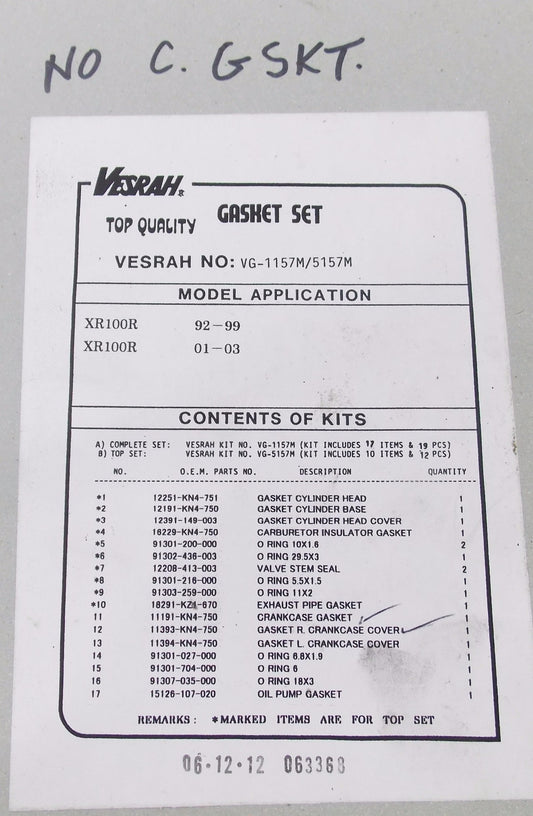 NO C. GSKT.
VESRAH®
TOP QUALITY GASKET SET
VESRAH NO: VG-1157M/5157M
MODEL APPLICATION
XR100R 92-99
XR100R 01-03
CONTENTS OF KITS
A) COMPLETE SET: VESRAH KIT NO. VG-1157M (KIT INCLUDES 17 ITEMS & 19 PCS)
B) TOP SET: VESRAH KIT NO. VG-5157M (KIT INCLUDES 10 ITEMS & 12 PCS)
NO. O.E.M. PARTS NO. DESCRIPTION QUANTITY
*1 12251-KN4-751 GASKET CYLINDER HEAD 1
*2 12191-KN4-750 GASKET CYLINDER BASE 1
*3 12391-149-003 GASKET CYLINDER HEAD COVER 1
*4 16229-KN4-750 CARBURETOR INSULATOR GASKET 1
*5 91301-200-000 O RING 10X1.6 2
*6 91302-436-003 O RING 29.5X3 1
*7 12208-413-003 VALVE STEM SEAL 2
*8 91301-216-000 O RING 5.5X1.5 1
*9 91303-259-000 O RING 11X2 1
*10 18291-KZ1-670 EXHAUST PIPE GASKET 1
11 11191-KN4-750 CRANKCASE GASKET 1
12 11393-KN4-750 GASKET R. CRANKCASE COVER 1
13 11394-KN4-750 GASKET L. CRANKCASE COVER 1
14 91301-027-000 O RING 6.8X1.9 1
15 91301-704-000 O RING 6 1
16 91307-035-000 O RING 18X3 1
17 15126-107-020 OIL PUMP GASKET 1
REMARKS: *MARKED ITEMS ARE FOR TOP SET
06·12·12 063368